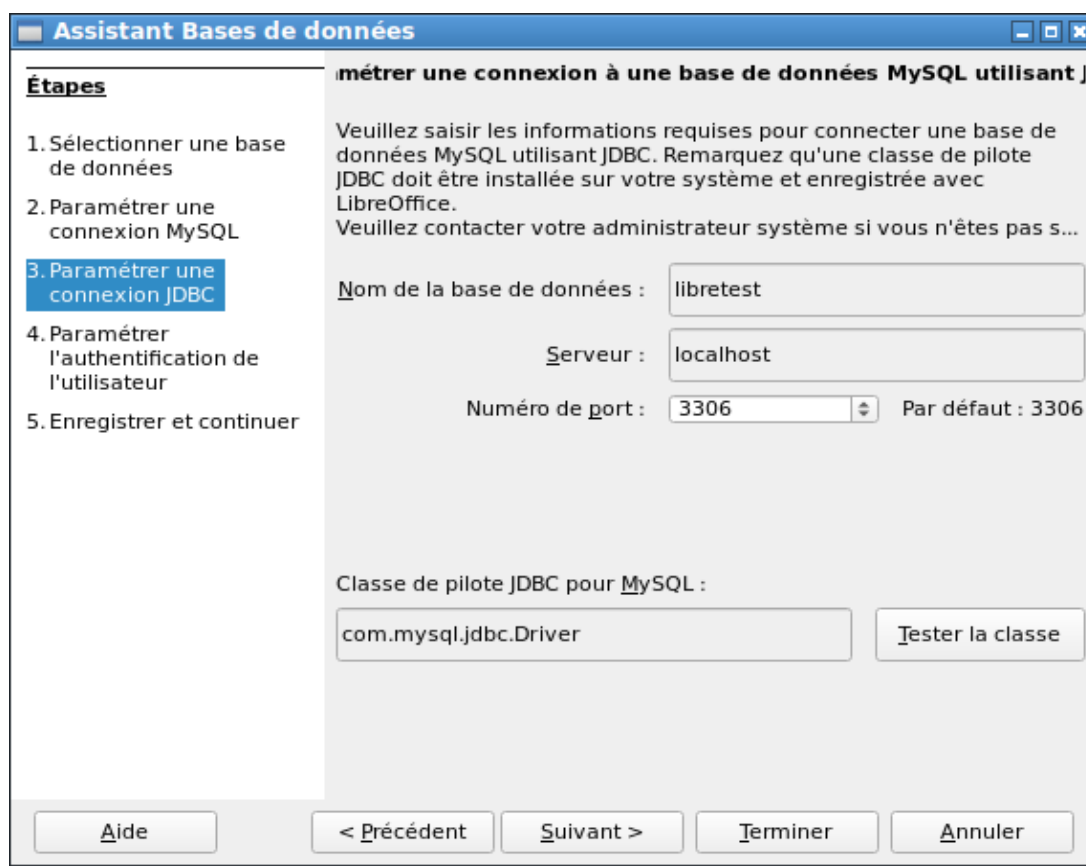 Assistant Bases de données
Étapes
1. Sélectionner une base
de données
2. Paramétrer une
connexion MySQL
3. Paramétrer une
connexion JDBC
4. Paramétrer
l'authentification de
l'utilisateur
5. Enregistrer et continuer
métrer une connexion à une base de données MySQL utilisant J
Veuillez saisir les informations requises pour connecter une base de
données MySQL utilisant JDBC. Remarquez qu'une classe de pilote
JDBC doit être installée sur votre système et enregistrée avec
LibreOffice.
Veuillez contacter votre administrateur système si vous n'êtes pas s...
Nom de la base de données : libretest
Serveur : localhost
Numéro de port : 3306 Par défaut : 3306
Classe de pilote JDBC pour MySQL :
com.mysql.jdbc.Driver Tester la classe
Aide < Précédent Suivant > Terminer Annuler